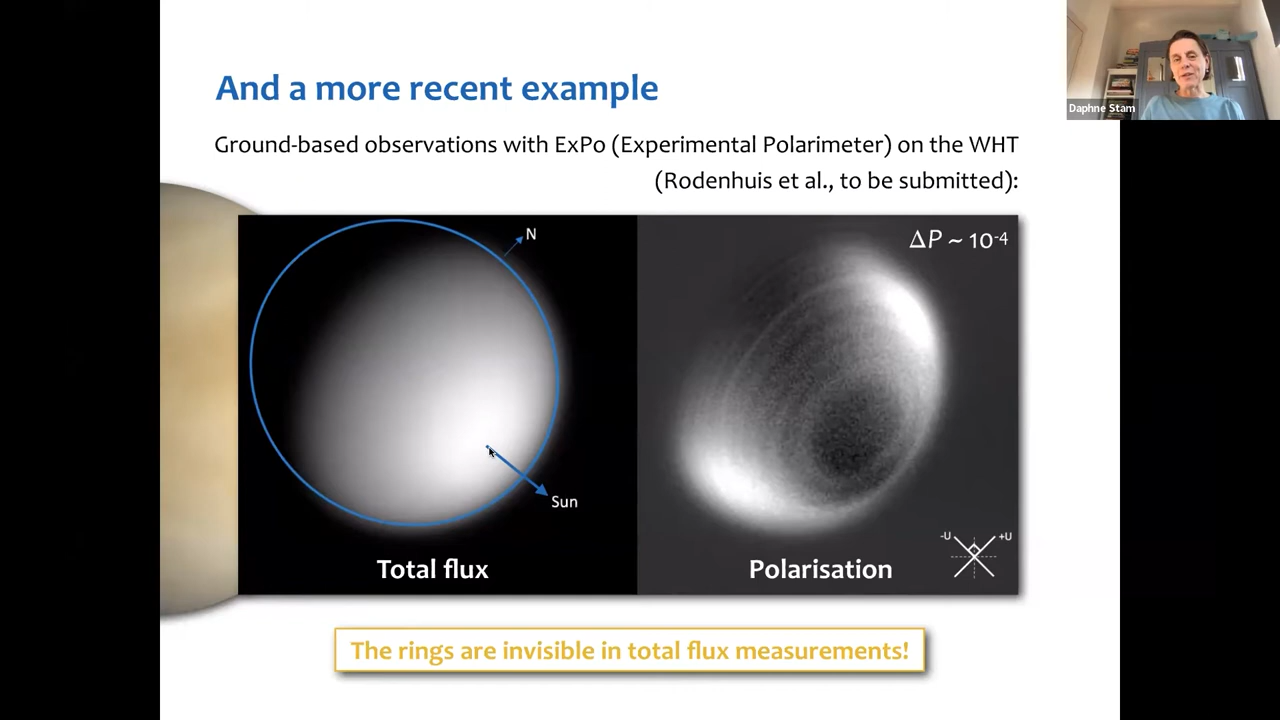 And a more recent example
Daphne Stam
Ground-based observations with ExPo (Experimental Polarimeter) on the WHT
(Rodenhuis et al., to be submitted):
N
ΔP ~ 10⁻⁴
Sun
-U +U
Total flux
Polarisation
The rings are invisible in total flux measurements!